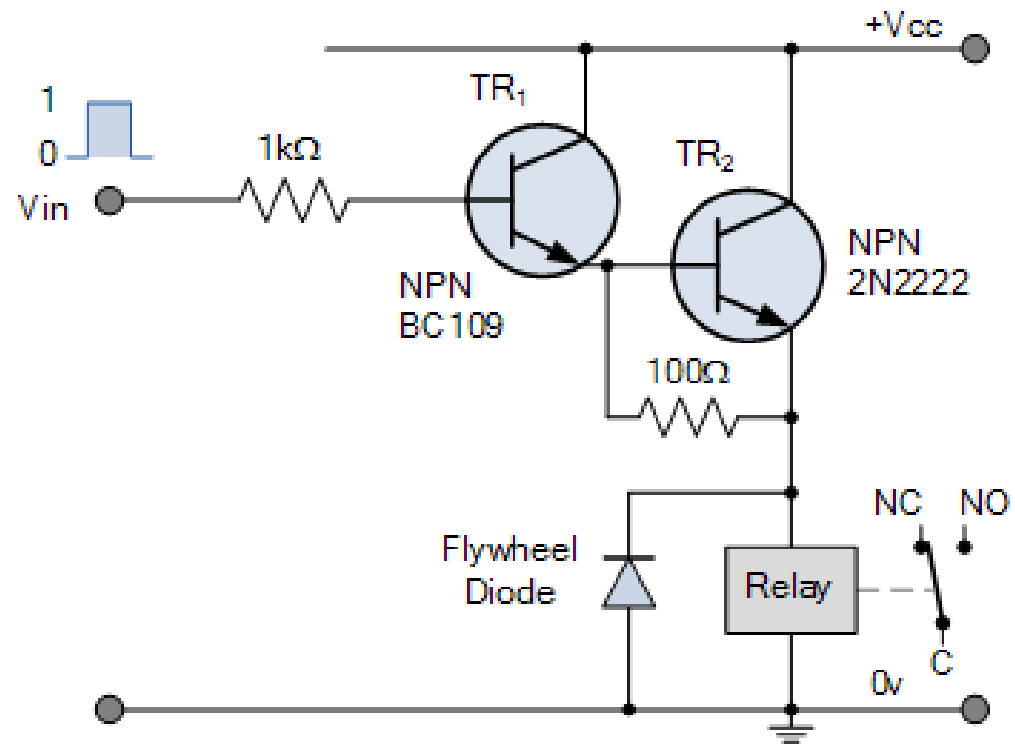 +Vcc
TR₁
1
0
1kΩ
TR₂
Vin
NPN
2N2222
NPN
BC109
100Ω
NC NO
Flywheel
Diode
Relay
C
0v